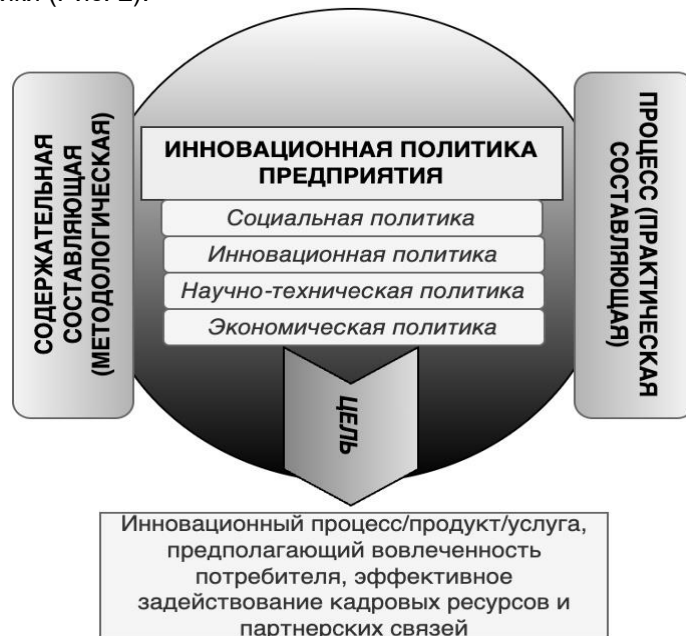 (Рис. 2).
СОДЕРЖАТЕЛЬНАЯ
СОСТАВЛЯЮЩАЯ
(МЕТОДОЛОГИЧЕСКАЯ)
ИННОВАЦИОННАЯ ПОЛИТИКА
ПРЕДПРИЯТИЯ
Социальная политика
Инновационная политика
Научно-техническая политика
Экономическая политика
ПРОЦЕСС (ПРАКТИЧЕСКАЯ
СОСТАВЛЯЮЩАЯ)
ЦЕЛЬ
Инновационный процесс/продукт/услуга,
предполагающий вовлеченность
потребителя, эффективное
задействование кадровых ресурсов и
партнерских связей